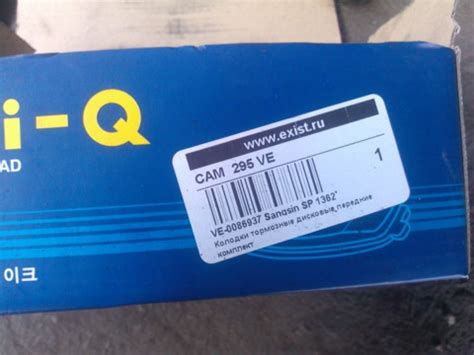 i-Q
AD
www.exist.ru
CAM 295 VE
1
VE-0086937 Sangsin SP 1362*
Колодки тормозные дисковые передние
комплект
이크